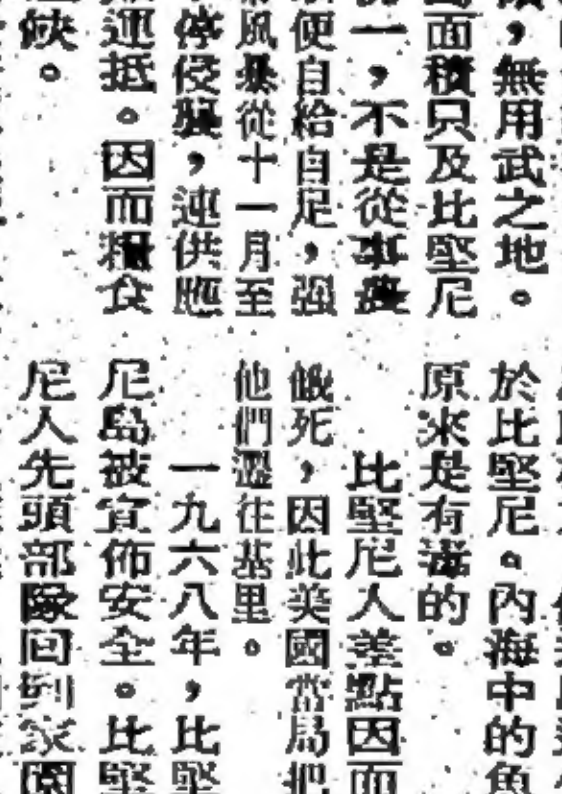 ，無用武之地。
面積只及比堅尼
一，不是從事農
便自給自足，强
風暴從十一月至
停侵襲，連供應
運抵。因而糧食
缺。
於比堅尼。內海中的魚
原來是有毒的。
比堅尼人差點因而
餓死，因此美國當局把
他們遷往基里。
一九六八年，比堅
尼島被宣佈安全。比堅
尼人先頭部隊回到家園